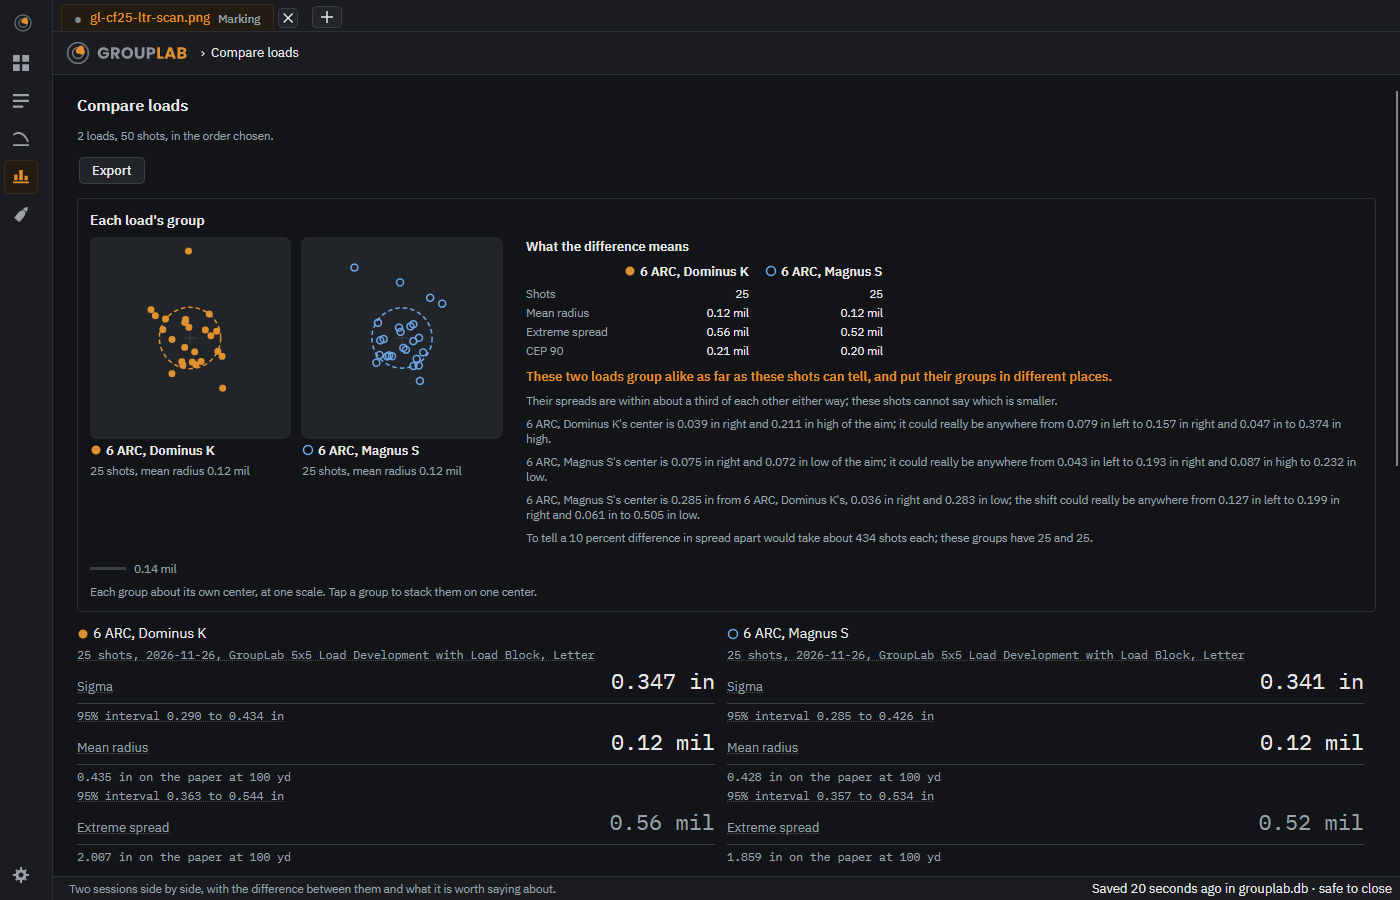 gl-cf25-ltr-scan.png Marking
GROUPLAB › Compare loads
Compare loads
2 loads, 50 shots, in the order chosen.
Export
Each load's group
What the difference means
6 ARC, Dominus K 6 ARC, Magnus S
Shots 25 25
Mean radius 0.12 mil 0.12 mil
Extreme spread 0.56 mil 0.52 mil
CEP 90 0.21 mil 0.20 mil
These two loads group alike as far as these shots can tell, and put their groups in different places.
Their spreads are within about a third of each other either way; these shots cannot say which is smaller.
6 ARC, Dominus K's center is 0.039 in right and 0.211 in high of the aim; it could really be anywhere from 0.079 in left to 0.157 in right and 0.047 in to 0.374 in
high.
6 ARC, Magnus S's center is 0.075 in right and 0.072 in low of the aim; it could really be anywhere from 0.043 in left to 0.193 in right and 0.087 in high to 0.232 in
low.
6 ARC, Magnus S's center is 0.285 in from 6 ARC, Dominus K's, 0.036 in right and 0.283 in low; the shift could really be anywhere from 0.127 in left to 0.199 in
right and 0.061 in to 0.505 in low.
To tell a 10 percent difference in spread apart would take about 434 shots each; these groups have 25 and 25.
6 ARC, Dominus K
25 shots, mean radius 0.12 mil
6 ARC, Magnus S
25 shots, mean radius 0.12 mil
0.14 mil
Each group about its own center, at one scale. Tap a group to stack them on one center.
6 ARC, Dominus K
25 shots, 2026-11-26, GroupLab 5x5 Load Development with Load Block, Letter
Sigma 0.347 in
95% interval 0.290 to 0.434 in
Mean radius 0.12 mil
0.435 in on the paper at 100 yd
95% interval 0.363 to 0.544 in
Extreme spread 0.56 mil
2.007 in on the paper at 100 yd
6 ARC, Magnus S
25 shots, 2026-11-26, GroupLab 5x5 Load Development with Load Block, Letter
Sigma 0.341 in
95% interval 0.285 to 0.426 in
Mean radius 0.12 mil
0.428 in on the paper at 100 yd
95% interval 0.357 to 0.534 in
Extreme spread 0.52 mil
1.859 in on the paper at 100 yd
Two sessions side by side, with the difference between them and what it is worth saying about.
Saved 20 seconds ago in grouplab.db · safe to close